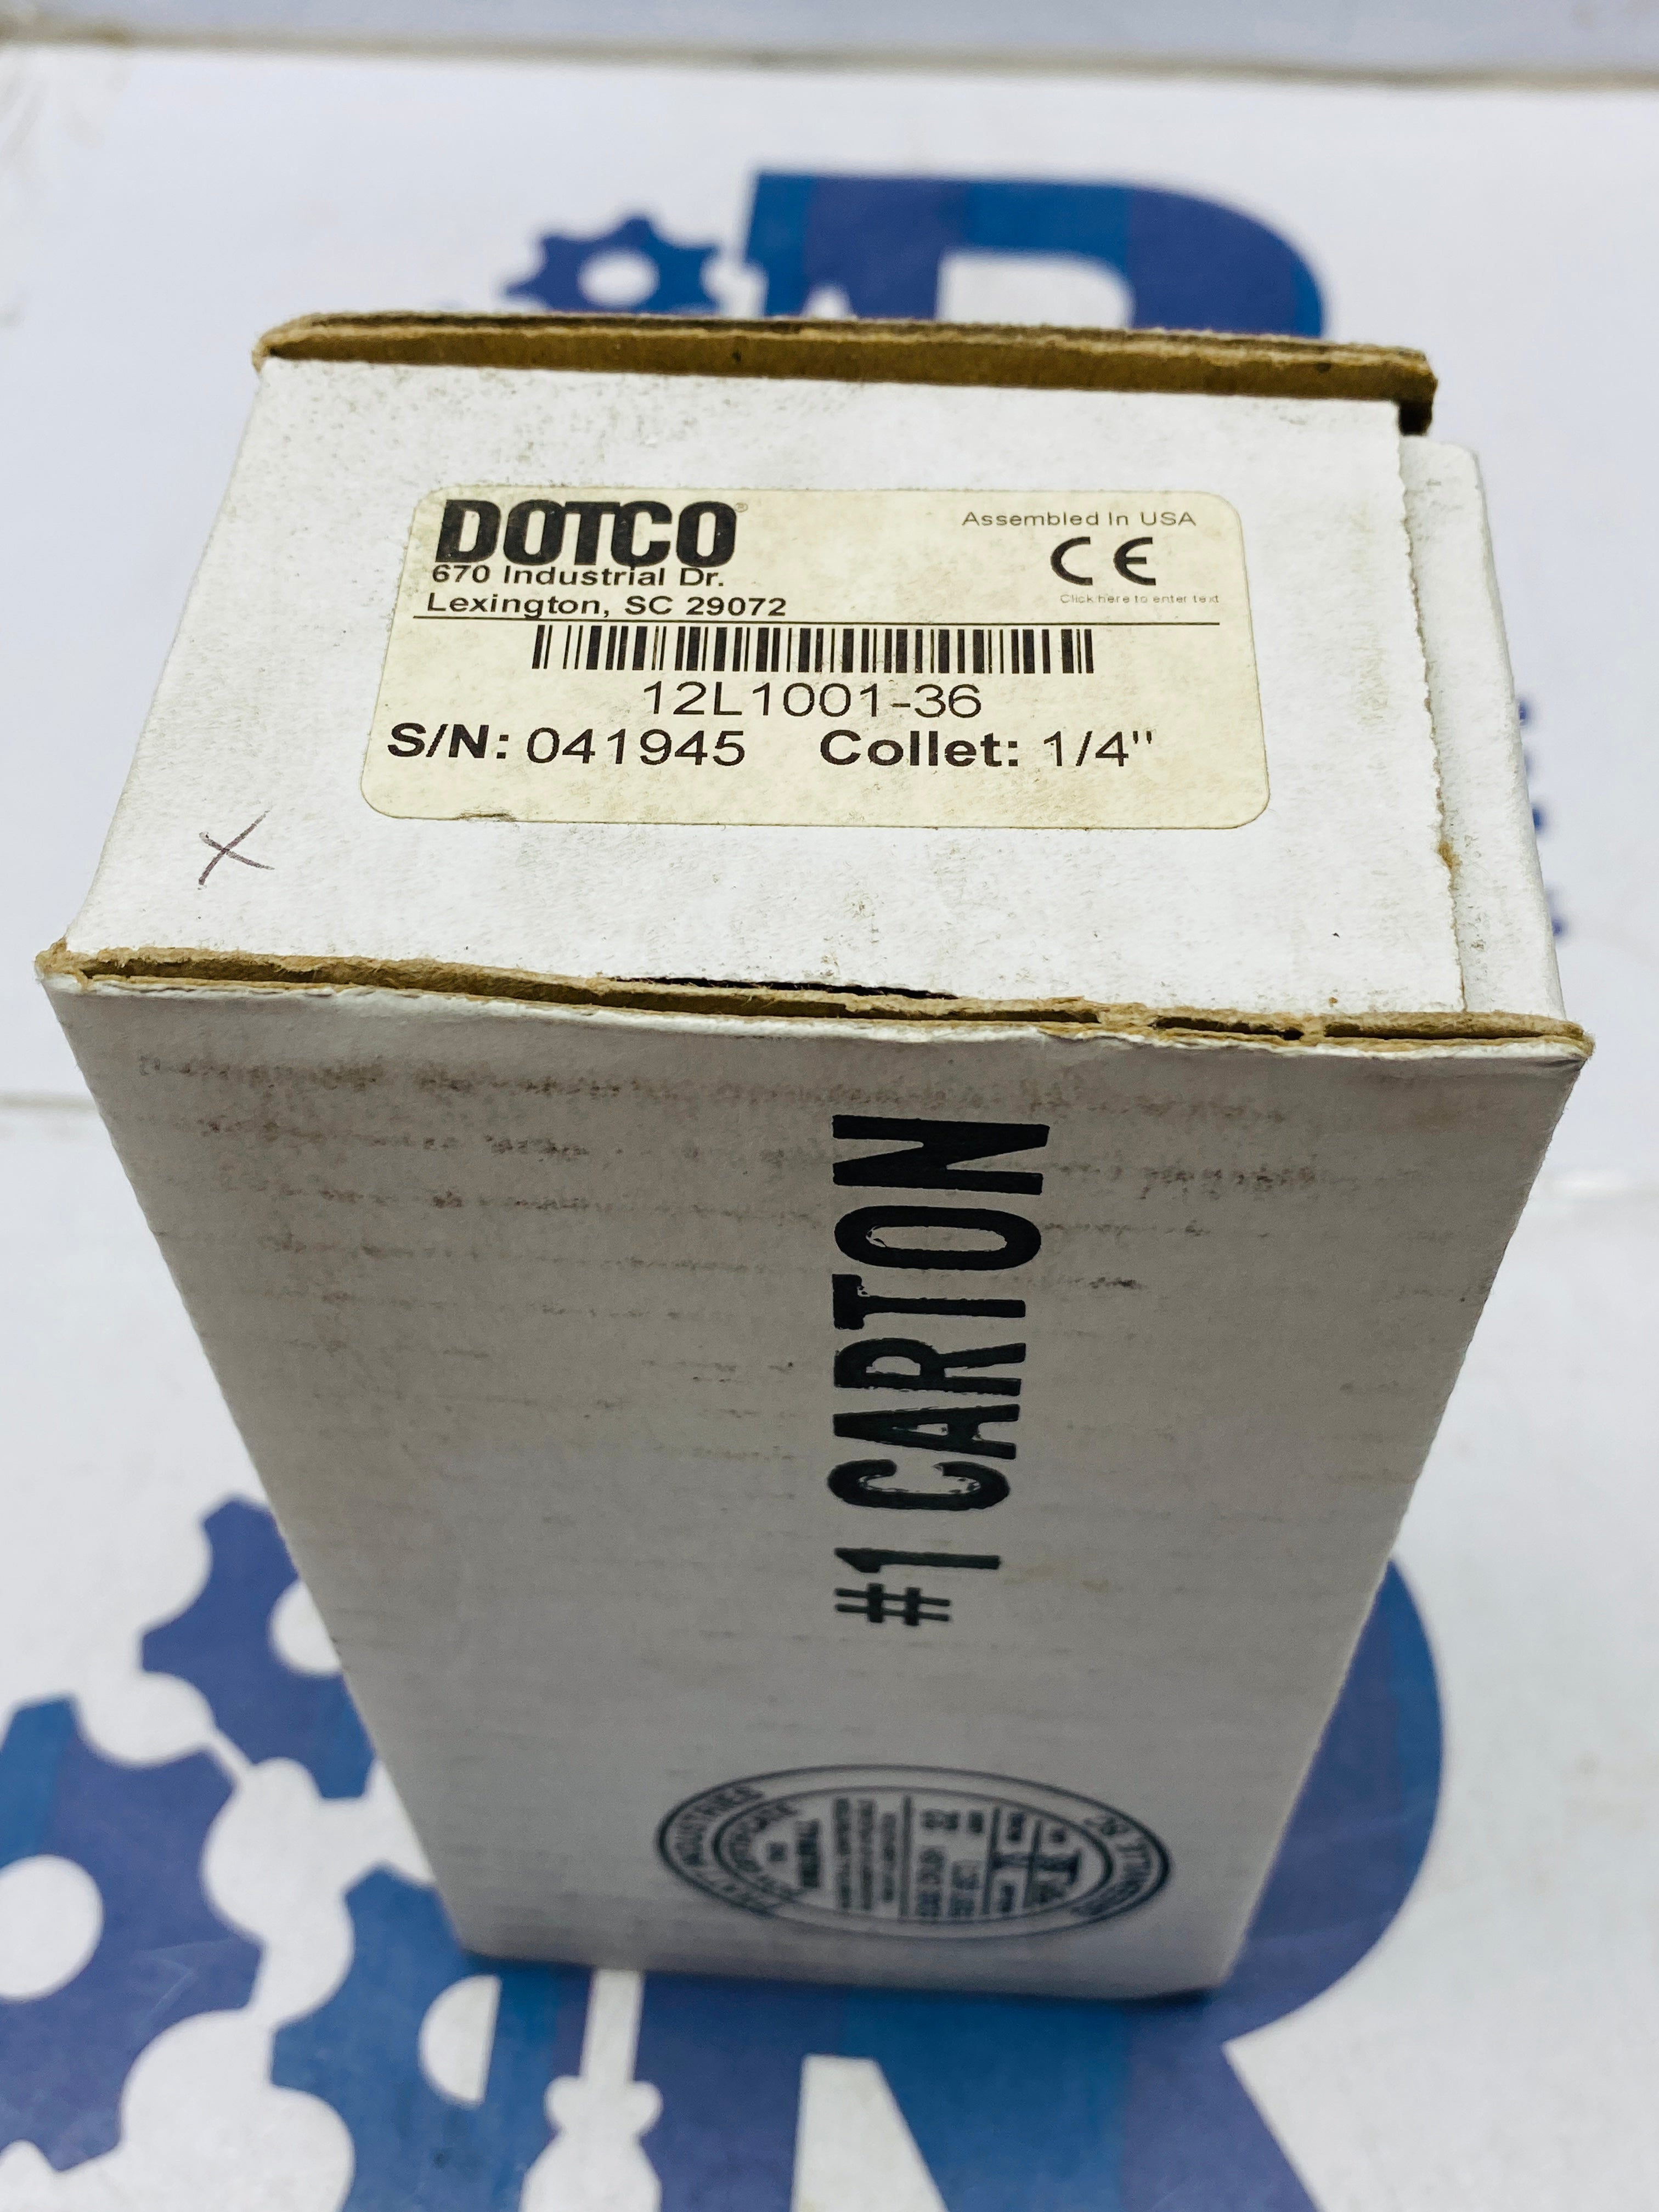 DOTCO®
670 Industrial Dr.
Lexington, SC 29072
Assembled In USA
CE
Click here to enter text
12L1001-36
S/N: 041945 Collet: 1/4"
X
#1 CARTON